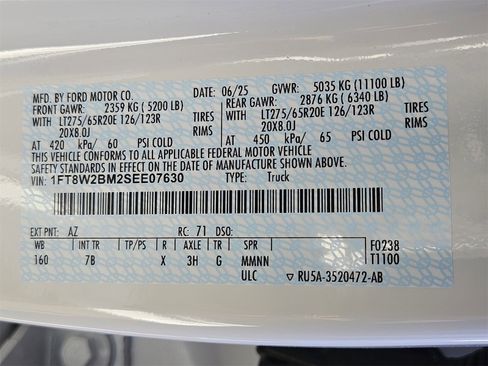 MFD. BY FORD MOTOR CO. 06/25 GVWR: 5035 KG (11100 LB)
FRONT GAWR: 2359 KG ( 5200 LB) REAR GAWR: 2876 KG ( 6340 LB)
WITH LT275/65R20E 126/123R TIRES WITH LT275/65R20E 126/123R TIRES
20X8.0J RIMS 20X8.0J RIMS
AT 420 kPa/ 60 PSI COLD AT 450 kPa/ 65 PSI COLD
THIS VEHICLE CONFORMS TO ALL APPLICABLE FEDERAL MOTOR VEHICLE
SAFETY STANDARDS IN EFFECT ON THE DATE OF MANUFACTURE SHOWN ABOVE.
VIN: 1FT8W2BM2SEE07630 TYPE: Truck
EXT PNT: AZ RC: 71 DSO:
WB INT TR TP/PS R AXLE TR SPR F0238
160 7B X 3H G MMNN T1100
ULC RU5A-3520472-AB